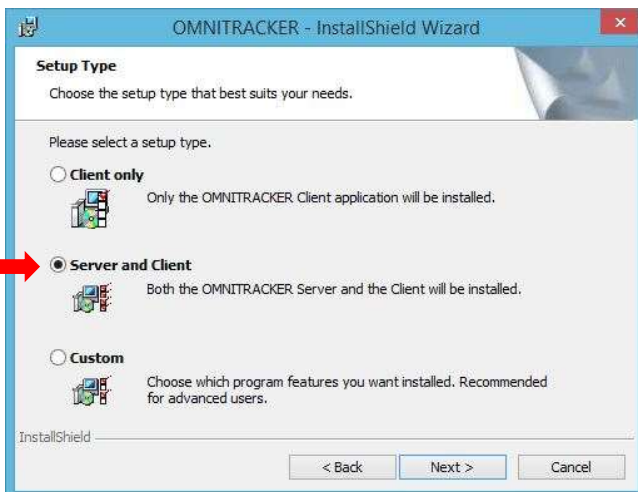 OMNITRACKER - InstallShield Wizard
Setup Type
Choose the setup type that best suits your needs.
Please select a setup type.
Client only
Only the OMNITRACKER Client application will be installed.
Server and Client
Both the OMNITRACKER Server and the Client will be installed.
Custom
Choose which program features you want installed. Recommended
for advanced users.
InstallShield
< Back Next > Cancel